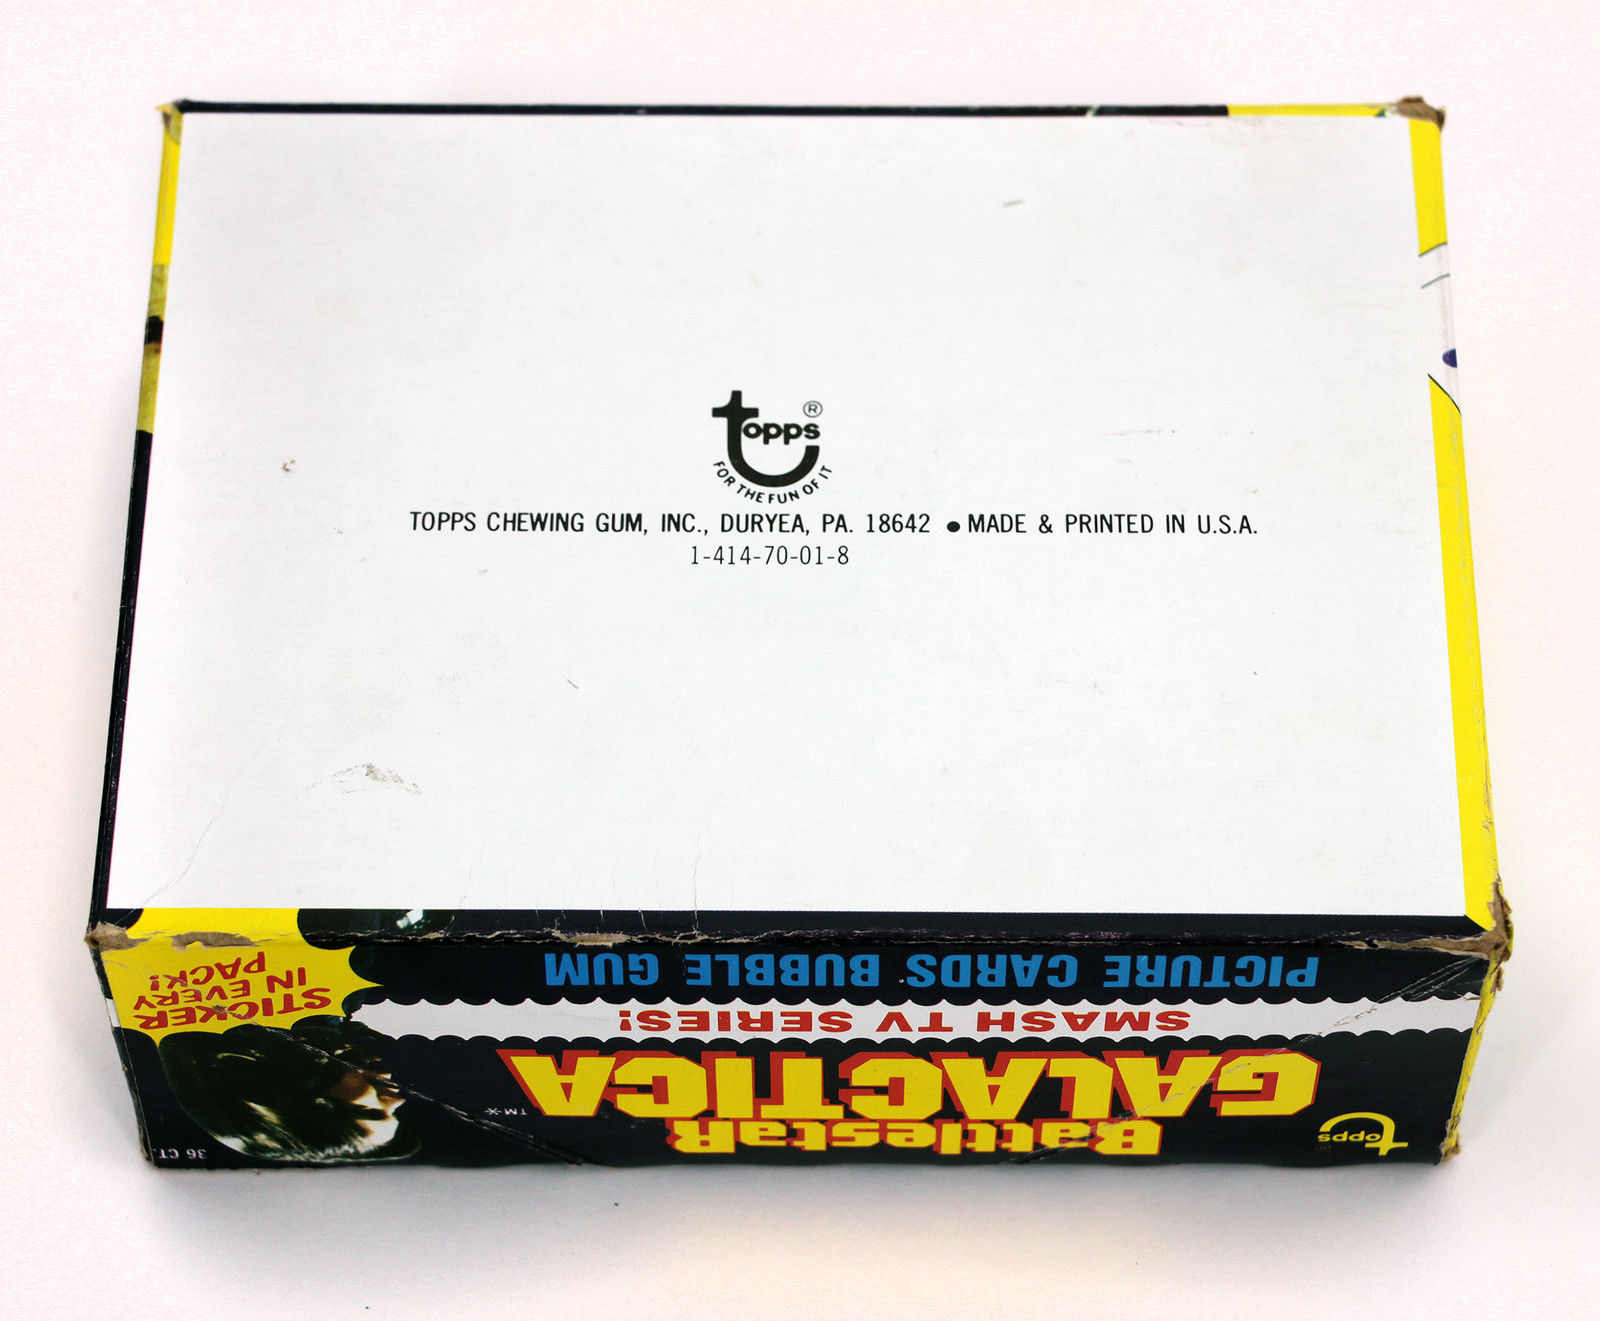 topps ®
FOR THE FUN OF IT
TOPPS CHEWING GUM, INC., DURYEA, PA. 18642 ● MADE & PRINTED IN U.S.A.
1-414-70-01-8
topps
BattlestaR
GALACTICA
TM*
SMASH TV SERIES!
PICTURE CARDS BUBBLE GUM
36 CT.
STICKER
IN EVERY
PACK!